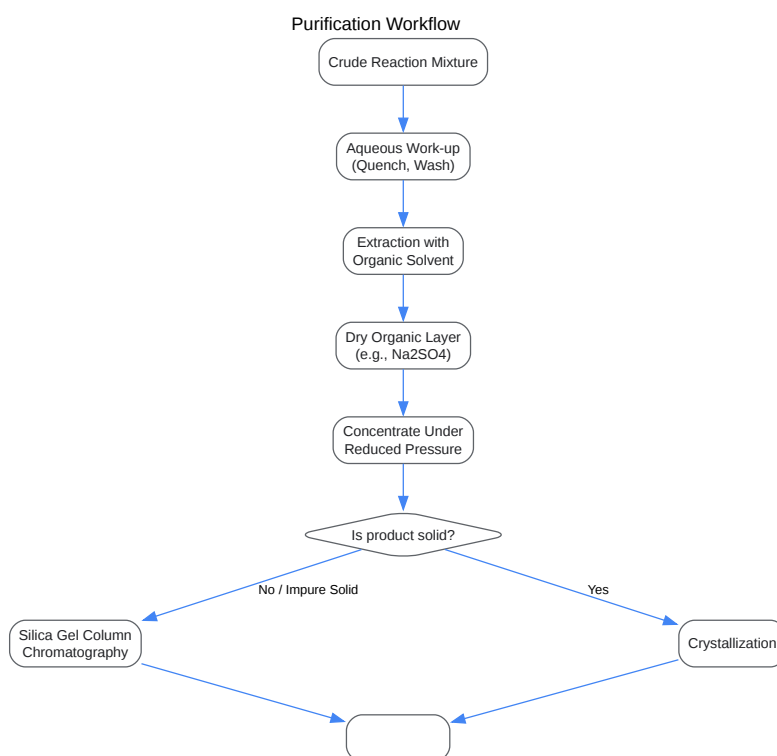 Purification Workflow
Crude Reaction Mixture
Aqueous Work-up
(Quench, Wash)
Extraction with
Organic Solvent
Dry Organic Layer
(e.g., Na2SO4)
Concentrate Under
Reduced Pressure
Is product solid?
No / Impure Solid
Yes
Silica Gel Column
Chromatography
Crystallization